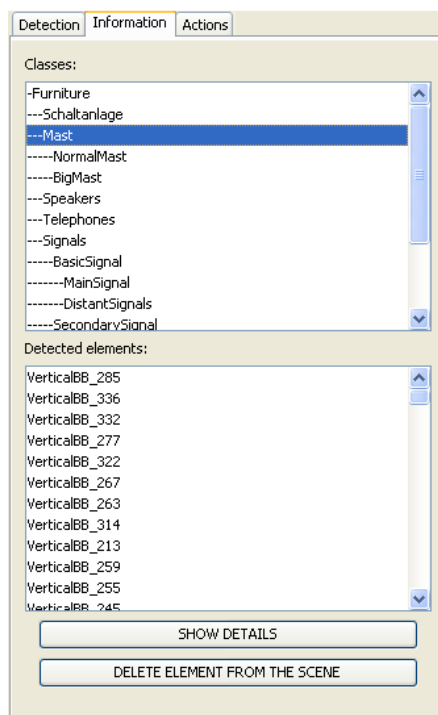 Detection Information Actions
Classes:
-Furniture
---Schaltanlage
---Mast
-----NormalMast
-----BigMast
---Speakers
---Telephones
---Signals
-----BasicSignal
-------MainSignal
-------DistantSignals
-----SecondarySignal
Detected elements:
VerticalBB_285
VerticalBB_336
VerticalBB_332
VerticalBB_277
VerticalBB_322
VerticalBB_267
VerticalBB_263
VerticalBB_314
VerticalBB_213
VerticalBB_259
VerticalBB_255
VerticalBB_245
SHOW DETAILS
DELETE ELEMENT FROM THE SCENE